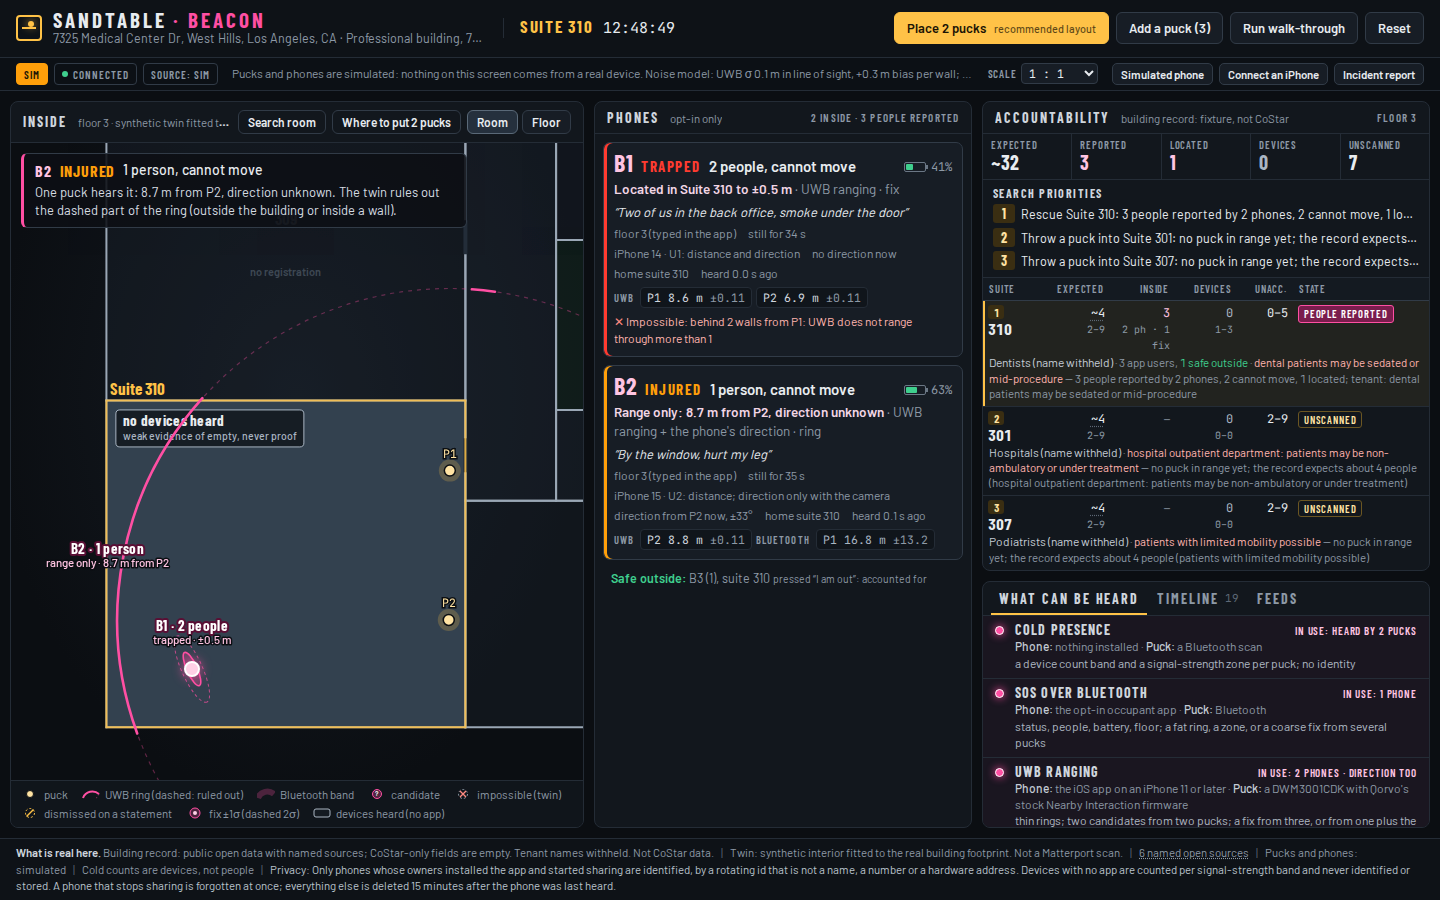 SANDTABLE · BEACON
7325 Medical Center Dr, West Hills, Los Angeles, CA · Professional building, 7...
SUITE 310 12:48:49
Place 2 pucks recommended layout
Add a puck (3)
Run walk-through
Reset
SIM
CONNECTED
SOURCE: SIM
Pucks and phones are simulated: nothing on this screen comes from a real device. Noise model: UWB σ 0.1 m in line of sight, +0.3 m bias per wall; ...
SCALE 1 : 1
Simulated phone
Connect an iPhone
Incident report
INSIDE floor 3 · synthetic twin fitted t...
Search room
Where to put 2 pucks
Room
Floor
B2 INJURED 1 person, cannot move
One puck hears it: 8.7 m from P2, direction unknown. The twin rules out
the dashed part of the ring (outside the building or inside a wall).
no registration
Suite 310
no devices heard
weak evidence of empty, never proof
P1
B2 · 1 person
range only · 8.7 m from P2
P2
B1 · 2 people
trapped · ±0.5 m
puck
UWB ring (dashed: ruled out)
Bluetooth band
candidate
impossible (twin)
dismissed on a statement
fix ±1σ (dashed 2σ)
devices heard (no app)
PHONES opt-in only
2 INSIDE · 3 PEOPLE REPORTED
B1 TRAPPED 2 people, cannot move 41%
Located in Suite 310 to ±0.5 m · UWB ranging · fix
“Two of us in the back office, smoke under the door”
floor 3 (typed in the app) still for 34 s
iPhone 14 · U1: distance and direction no direction now
home suite 310 heard 0.0 s ago
UWB P1 8.6 m ±0.11 P2 6.9 m ±0.11
✕ Impossible: behind 2 walls from P1: UWB does not range
through more than 1
B2 INJURED 1 person, cannot move 63%
Range only: 8.7 m from P2, direction unknown · UWB
ranging + the phone's direction · ring
“By the window, hurt my leg”
floor 3 (typed in the app) still for 35 s
iPhone 15 · U2: distance; direction only with the camera
direction from P2 now, ±33° home suite 310 heard 0.1 s ago
UWB P2 8.8 m ±0.11 BLUETOOTH P1 16.8 m ±13.2
Safe outside: B3 (1), suite 310 pressed “I am out”: accounted for
ACCOUNTABILITY building record: fixture, not CoStar
FLOOR 3
EXPECTED REPORTED LOCATED DEVICES UNSCANNED
~32 3 1 0 7
SEARCH PRIORITIES
1 Rescue Suite 310: 3 people reported by 2 phones, 2 cannot move, 1 lo...
2 Throw a puck into Suite 301: no puck in range yet; the record expects...
3 Throw a puck into Suite 307: no puck in range yet; the record expects...
SUITE EXPECTED INSIDE DEVICES UNACC. STATE
1 ~4 3 0 0–5 PEOPLE REPORTED
310 2–9 2 ph · 1 1–3
fix
Dentists (name withheld) · 3 app users, 1 safe outside · dental patients may be sedated or
mid-procedure — 3 people reported by 2 phones, 2 cannot move, 1 located; tenant: dental
patients may be sedated or mid-procedure
2 ~4 – 0 2–9 UNSCANNED
301 2–9 0–0
Hospitals (name withheld) · hospital outpatient department: patients may be non-
ambulatory or under treatment — no puck in range yet; the record expects about 4 people
(hospital outpatient department: patients may be non-ambulatory or under treatment)
3 ~4 – 0 2–9 UNSCANNED
307 2–9 0–0
Podiatrists (name withheld) · patients with limited mobility possible — no puck in range
yet; the record expects about 4 people (patients with limited mobility possible)
WHAT CAN BE HEARD TIMELINE 19 FEEDS
COLD PRESENCE IN USE: HEARD BY 2 PUCKS
Phone: nothing installed · Puck: a Bluetooth scan
a device count band and a signal-strength zone per puck; no identity
SOS OVER BLUETOOTH IN USE: 1 PHONE
Phone: the opt-in occupant app · Puck: Bluetooth
status, people, battery, floor; a fat ring, a zone, or a coarse fix from several
pucks
UWB RANGING IN USE: 2 PHONES · DIRECTION TOO
Phone: the iOS app on an iPhone 11 or later · Puck: a DWM3001CDK with Qorvo's
stock Nearby Interaction firmware
thin rings; two candidates from two pucks; a fix from three, or from one plus the
What is real here. Building record: public open data with named sources; CoStar-only fields are empty. Tenant names withheld. Not CoStar data. | Twin: synthetic interior fitted to the real building footprint. Not a Matterport scan. | 6 named open sources | Pucks and phones:
simulated | Cold counts are devices, not people | Privacy: Only phones whose owners installed the app and started sharing are identified, by a rotating id that is not a name, a number or a hardware address. Devices with no app are counted per signal-strength band and never identified or
stored. A phone that stops sharing is forgotten at once; everything else is deleted 15 minutes after the phone was last heard.